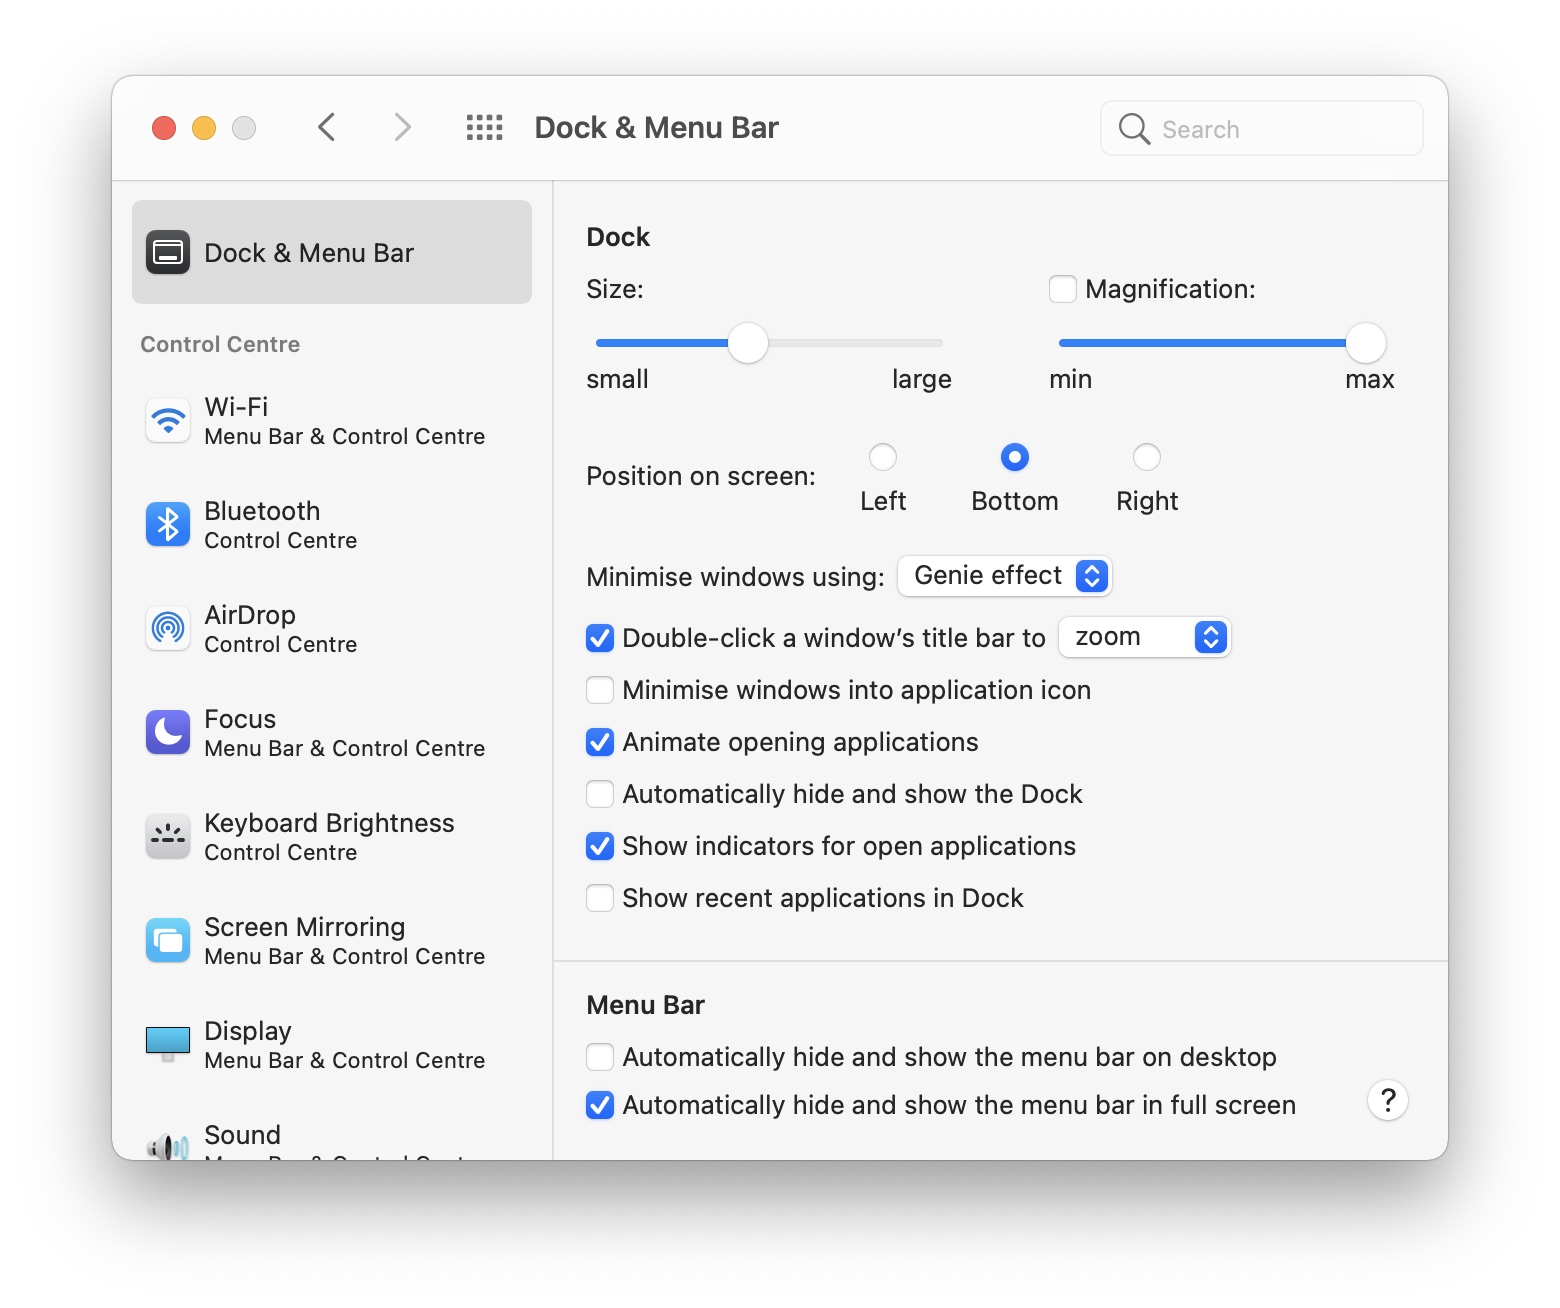 Dock & Menu Bar
Search
Dock & Menu Bar
Control Centre
Wi-Fi
Menu Bar & Control Centre
Bluetooth
Control Centre
AirDrop
Control Centre
Focus
Menu Bar & Control Centre
Keyboard Brightness
Control Centre
Screen Mirroring
Menu Bar & Control Centre
Display
Menu Bar & Control Centre
Sound
Menu Bar & Control Centre
Dock
Size:
small large
Magnification:
min max
Position on screen:
Left Bottom Right
Minimise windows using: Genie effect
Double-click a window’s title bar to zoom
Minimise windows into application icon
Animate opening applications
Automatically hide and show the Dock
Show indicators for open applications
Show recent applications in Dock
Menu Bar
Automatically hide and show the menu bar on desktop
Automatically hide and show the menu bar in full screen
?